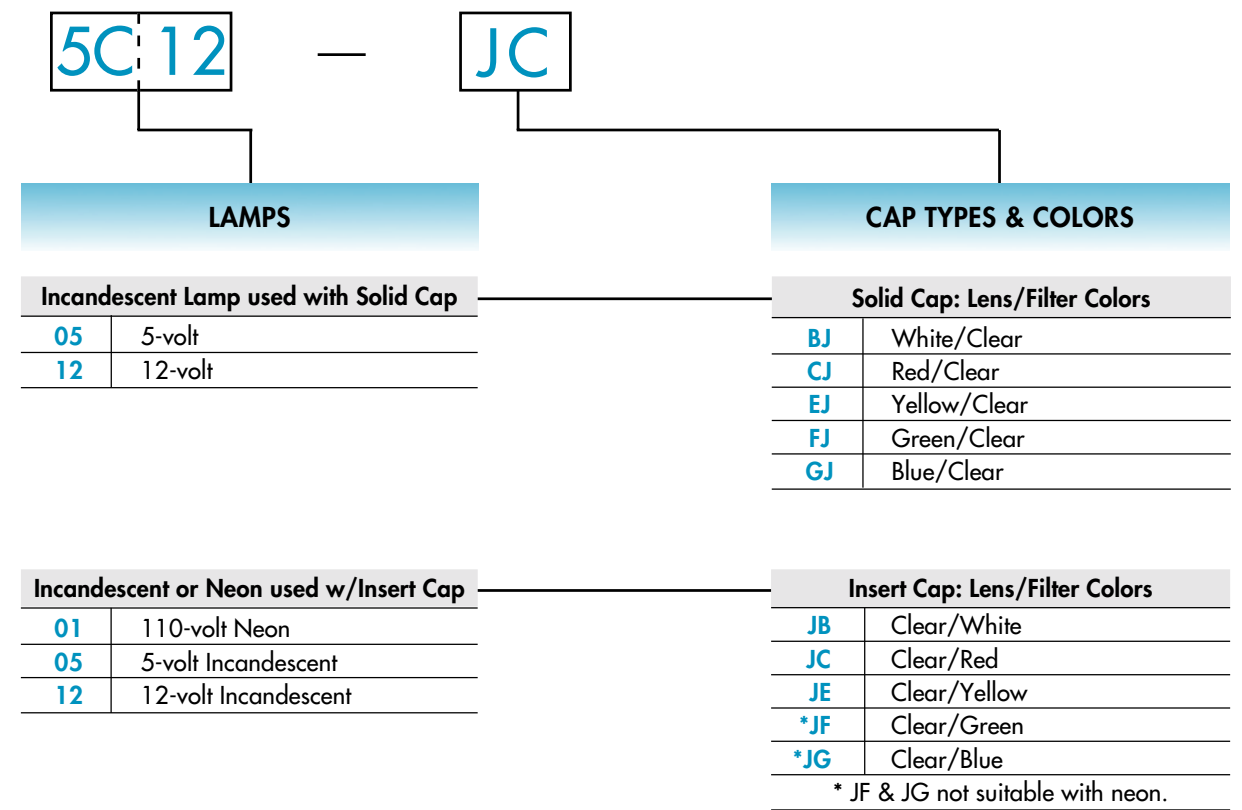 5C 12 — JC
LAMPS
CAP TYPES & COLORS
Incandescent Lamp used with Solid Cap
05 5-volt
12 12-volt
Solid Cap: Lens/Filter Colors
BJ White/Clear
CJ Red/Clear
EJ Yellow/Clear
FJ Green/Clear
GJ Blue/Clear
Incandescent or Neon used w/Insert Cap
01 110-volt Neon
05 5-volt Incandescent
12 12-volt Incandescent
Insert Cap: Lens/Filter Colors
JB Clear/White
JC Clear/Red
JE Clear/Yellow
*JF Clear/Green
*JG Clear/Blue
* JF & JG not suitable with neon.